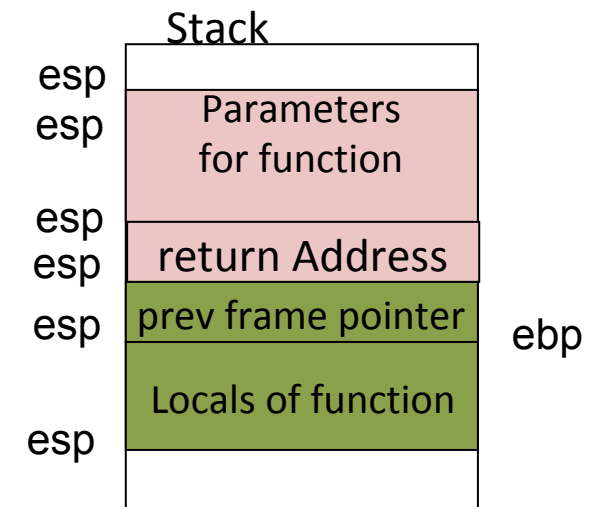 Stack
esp
esp
Parameters
for function
esp
esp
return Address
esp
prev frame pointer
ebp
Locals of function
esp